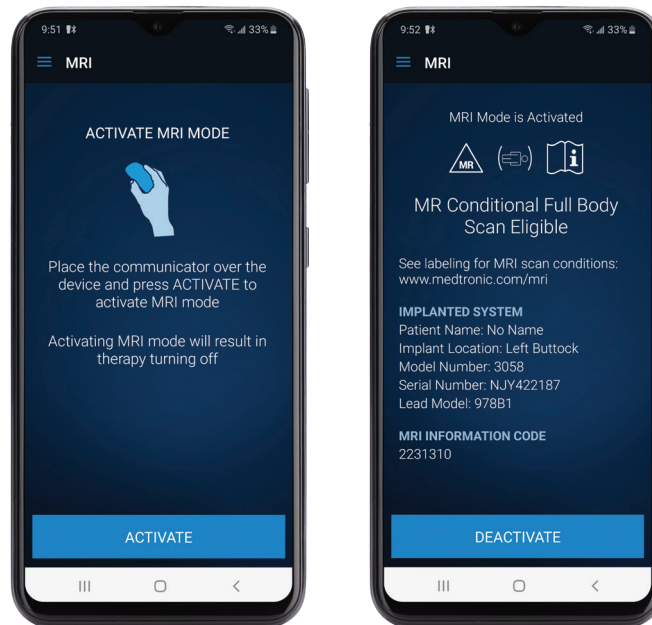 9:51
33%
MRI
ACTIVATE MRI MODE
Place the communicator over the
device and press ACTIVATE to
activate MRI mode
Activating MRI mode will result in
therapy turning off
ACTIVATE
9:52
33%
MRI
MRI Mode is Activated
MR
i
MR Conditional Full Body
Scan Eligible
See labeling for MRI scan conditions:
www.medtronic.com/mri
IMPLANTED SYSTEM
Patient Name: No Name
Implant Location: Left Buttock
Model Number: 3058
Serial Number: NJY422187
Lead Model: 978B1
MRI INFORMATION CODE
2231310
DEACTIVATE